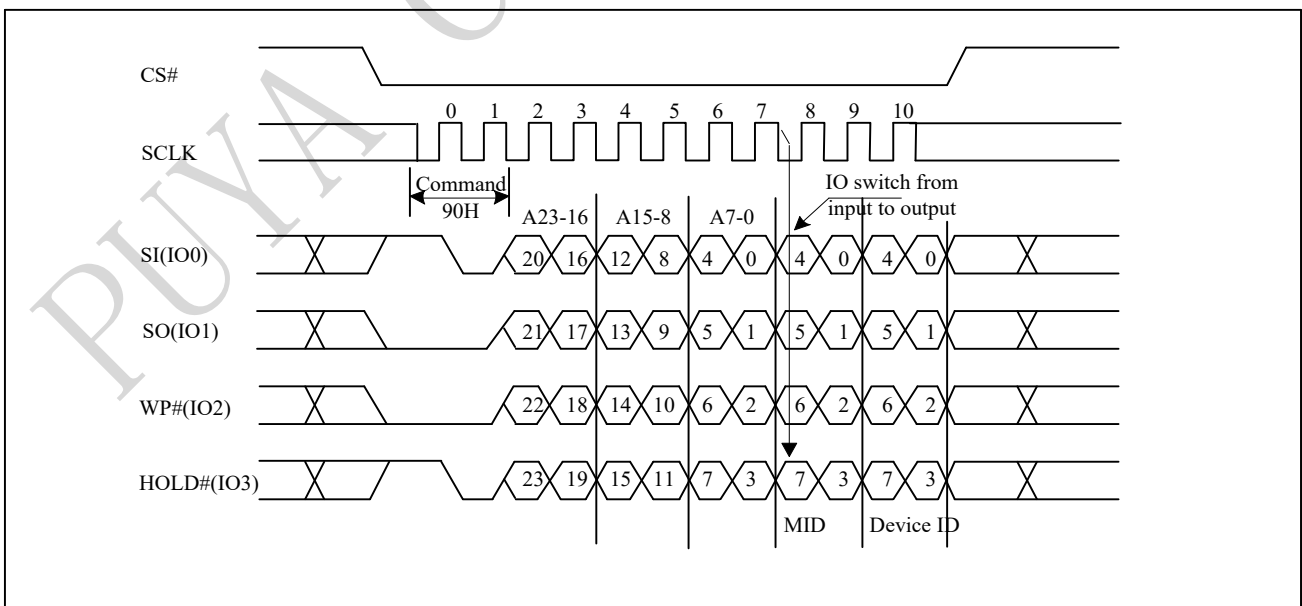 PUYA
CS#
0 1 2 3 4 5 6 7 8 9 10
SCLK
Command
90H
IO switch from
input to output
A23-16 A15-8 A7-0
SI(IO0) 20 16 12 8 4 0 4 0 4 0
SO(IO1) 21 17 13 9 5 1 5 1 5 1
WP#(IO2) 22 18 14 10 6 2 6 2 6 2
HOLD#(IO3) 23 19 15 11 7 3 7 3 7 3
MID Device ID